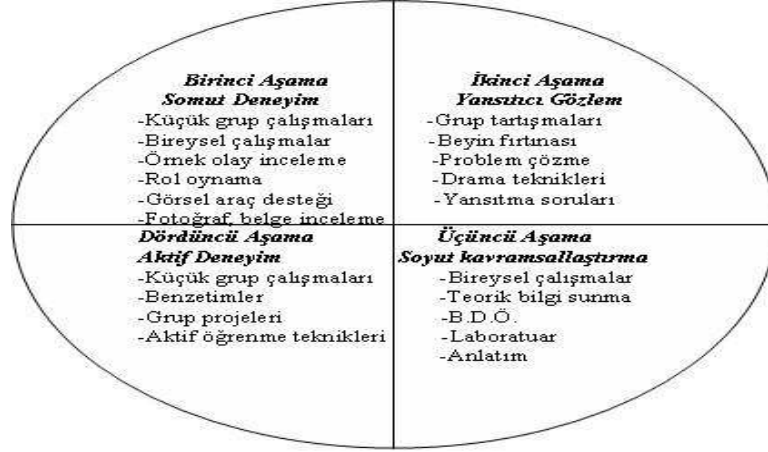 Birinci Aşama
Somut Deneyim
-Küçük grup çalışmaları
-Bireysel çalışmalar
-Örnek olay inceleme
-Rol oynama
-Görsel araç desteği
-Fotoğraf, belge inceleme
İkinci Aşama
Yansıtıcı Gözlem
-Grup tartışmaları
-Beyin fırtınası
-Problem çözme
-Drama teknikleri
-Yansıtma soruları
Dördüncü Aşama
Aktif Deneyim
-Küçük grup çalışmaları
-Benzetimler
-Grup projeleri
-Aktif öğrenme teknikleri
Üçüncü Aşama
Soyut kavramsallaştırma
-Bireysel çalışmalar
-Teorik bilgi sunma
-B.D.Ö.
-Laboratuar
-Anlatım